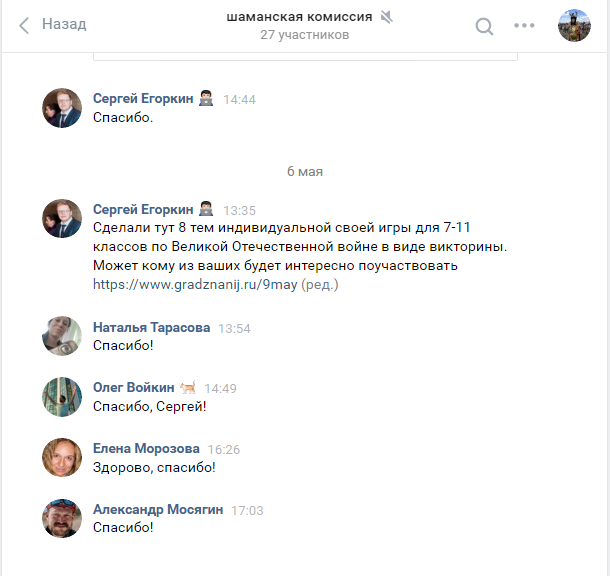 Назад
шаманская комиссия
27 участников
Сергей Егоркин 14:44
Спасибо.
6 мая
Сергей Егоркин 13:35
Сделали тут 8 тем индивидуальной своей игры для 7-11
классов по Великой Отечественной войне в виде викторины.
Может кому из ваших будет интересно поучаствовать
https://www.gradznanij.ru/9may (ред.)
Наталья Тарасова 13:54
Спасибо!
Олег Войкин 14:49
Спасибо, Сергей!
Елена Морозова 16:26
Здорово, спасибо!
Александр Мосягин 17:03
Спасибо!